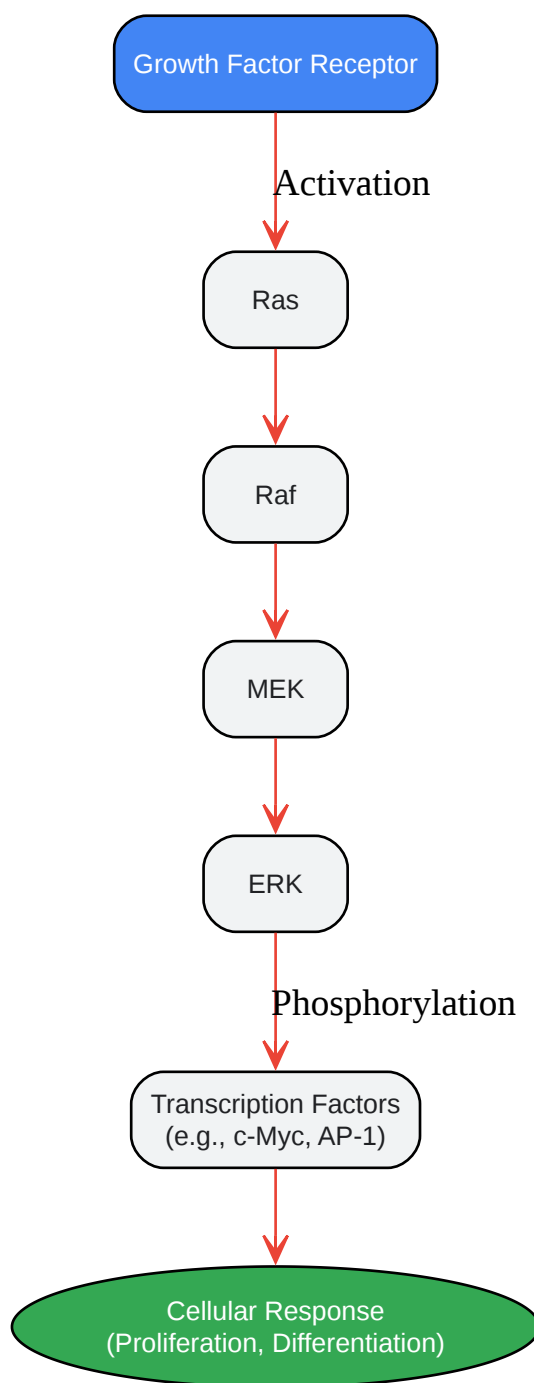 Growth Factor Receptor
Activation
Ras
Raf
MEK
ERK
Phosphorylation
Transcription Factors
(e.g., c-Myc, AP-1)
Cellular Response
(Proliferation, Differentiation)